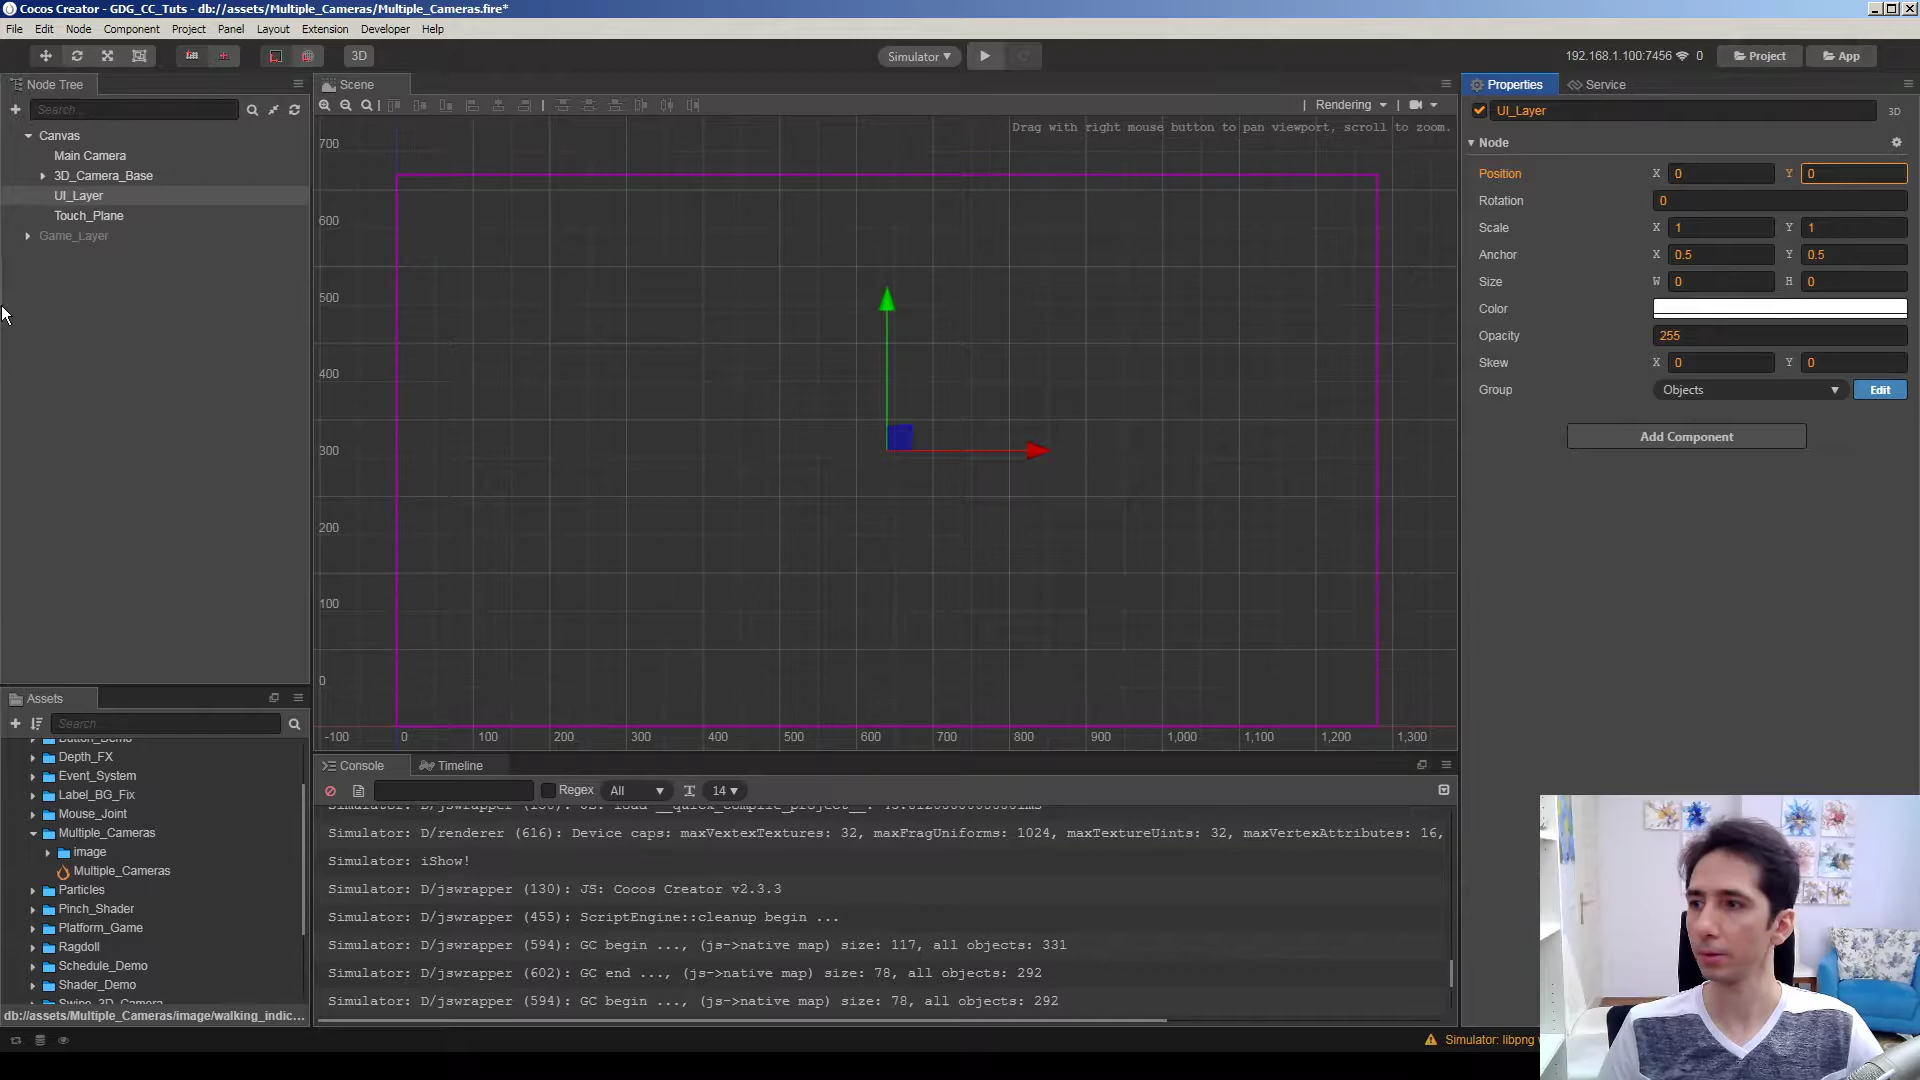 Cocos Creator - GDG_CC_Tuts - db://assets/Multiple_Cameras/Multiple_Cameras.fire*
File Edit Node Component Project Panel Layout Extension Developer Help
3D
Simulator
192.168.1.100:7456 0 Project App
Node Tree
Search...
Canvas
Main Camera
3D_Camera_Base
UI_Layer
Touch_Plane
Game_Layer
Scene
Rendering
Drag with right mouse button to pan viewport, scroll to zoom.
700
600
500
400
300
200
100
0
-100 0 100 200 300 400 500 600 700 800 900 1,000 1,100 1,200 1,300
Properties Service
UI_Layer 3D
Node
Position X 0 Y 0
Rotation 0
Scale X 1 Y 1
Anchor X 0.5 Y 0.5
Size W 0 H 0
Color
Opacity 255
Skew X 0 Y 0
Group Objects Edit
Add Component
Assets
Search...
Button_Demo
Depth_FX
Event_System
Label_BG_Fix
Mouse_Joint
Multiple_Cameras
image
Multiple_Cameras
Particles
Pinch_Shader
Platform_Game
Ragdoll
Schedule_Demo
Shader_Demo
Swipe_3D_Camera
db://assets/Multiple_Cameras/image/walking_indic...
Console Timeline
Regex All 14
Simulator: D/renderer (616): Device caps: maxVextexTextures: 32, maxFragUniforms: 1024, maxTextureUints: 32, maxVertexAttributes: 16,
Simulator: iShow!
Simulator: D/jswrapper (130): JS: Cocos Creator v2.3.3
Simulator: D/jswrapper (455): ScriptEngine::cleanup begin ...
Simulator: D/jswrapper (594): GC begin ..., (js->native map) size: 117, all objects: 331
Simulator: D/jswrapper (602): GC end ..., (js->native map) size: 78, all objects: 292
Simulator: D/jswrapper (594): GC begin ..., (js->native map) size: 78, all objects: 292
Simulator: libpng